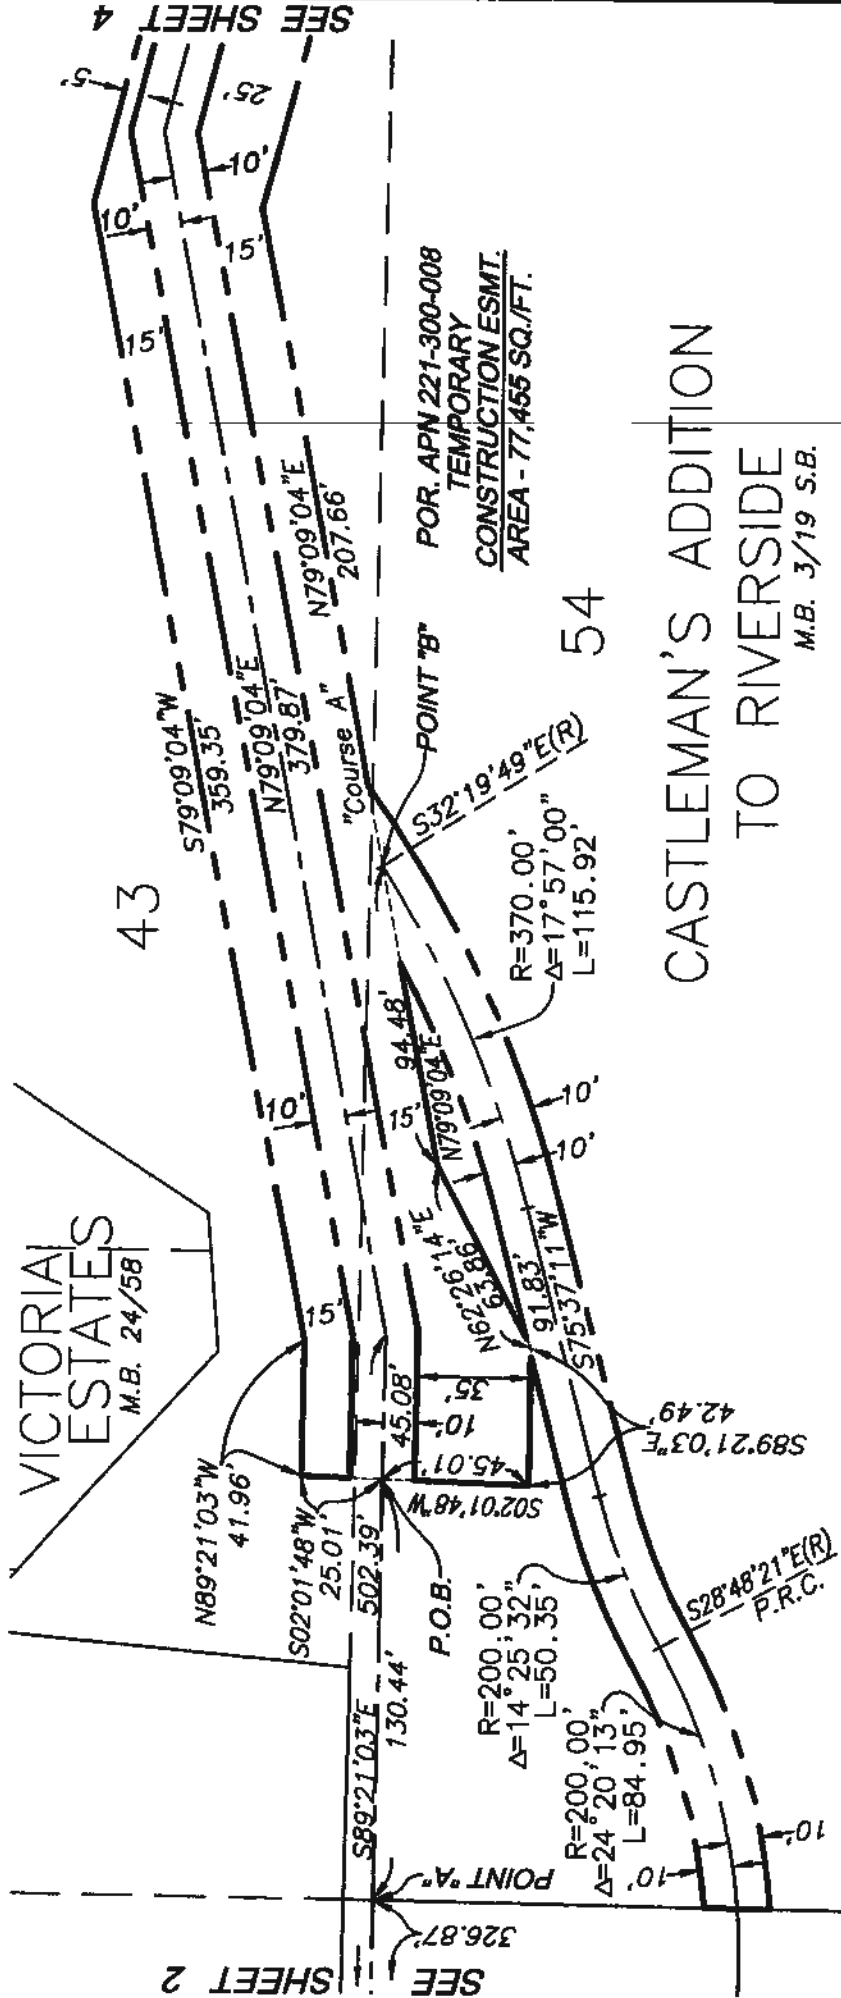 SEE SHEET 4
5'
25'
10'
10'
15'
15'
POR. APN 221-300-008
TEMPORARY
CONSTRUCTION ESMT.
AREA - 77,455 SQ./FT.
CASTLEMAN'S ADDITION
TO RIVERSIDE
M.B. 3/19 S.B.
54
43
S79°09'04"W
359.35'
N79°09'04"E
379.87'
N79°09'04"E
207.66'
"Course A"
POINT "B"
S32°19'49"E(R)
R=370.00'
Δ=17°57'00"
L=115.92'
94.48'
N79°09'04"E
15'
10'
10'
10'
N62°26'14"E
63.86'
91.83'
S75°37'11"W
VICTORIA
ESTATES
M.B. 24/58
15'
N89°21'03"W
41.96'
S02°01'48"W
25.01'
502.39'
45.08'
10'
35'
45.01'
S02°01'48"W
S89°21'03"E
42.49'
P.O.B.
S89°21'03"E
130.44'
R=200.00'
Δ=14°25'32"
L=50.35'
S28°48'21"E(R)
P.R.C.
R=200.00'
Δ=24°20'13"
L=84.95'
10'
10'
POINT "A"
326.87'
SEE SHEET 2